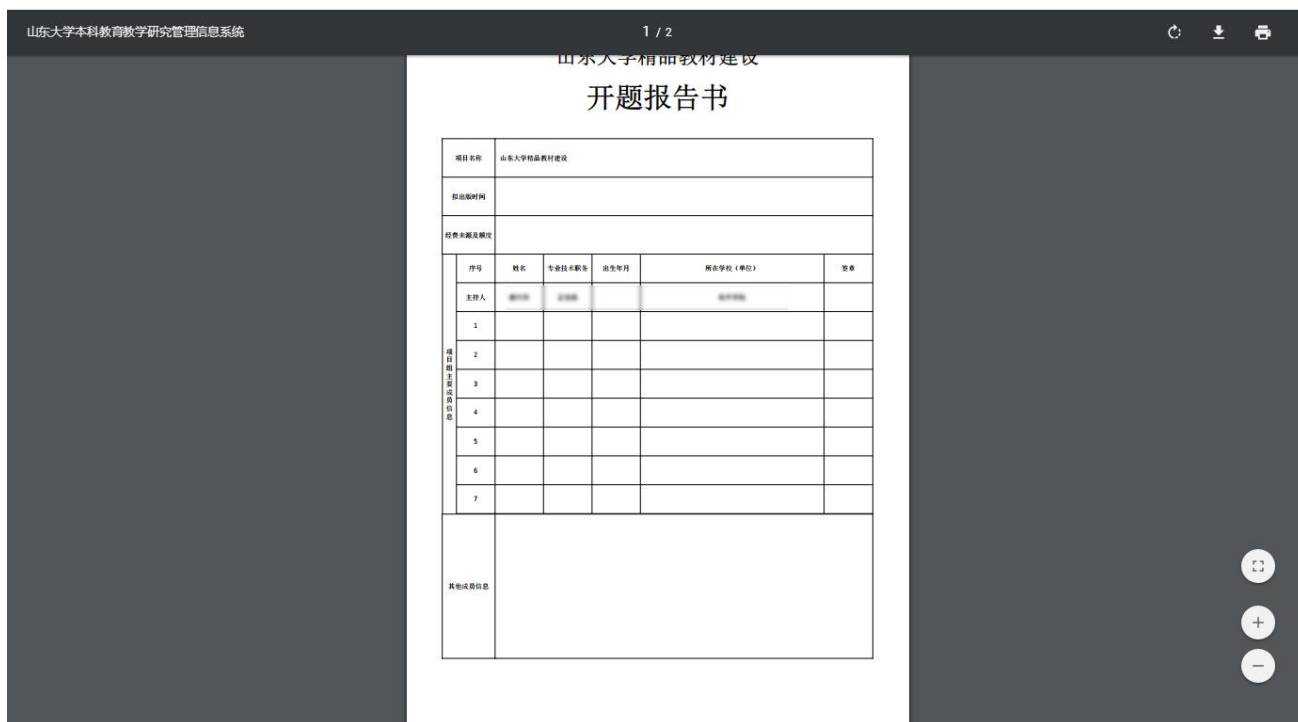 山东大学本科教育教学研究管理信息系统
1 / 2
山东大学精品教材建设
开题报告书
项目名称 山东大学精品教材建设
拟出版时间
经费来源及额度
项目组主要成员信息
序号 姓名 专业技术职务 出生年月 所在学校（单位） 签章
主持人
1
2
3
4
5
6
7
其他成员信息